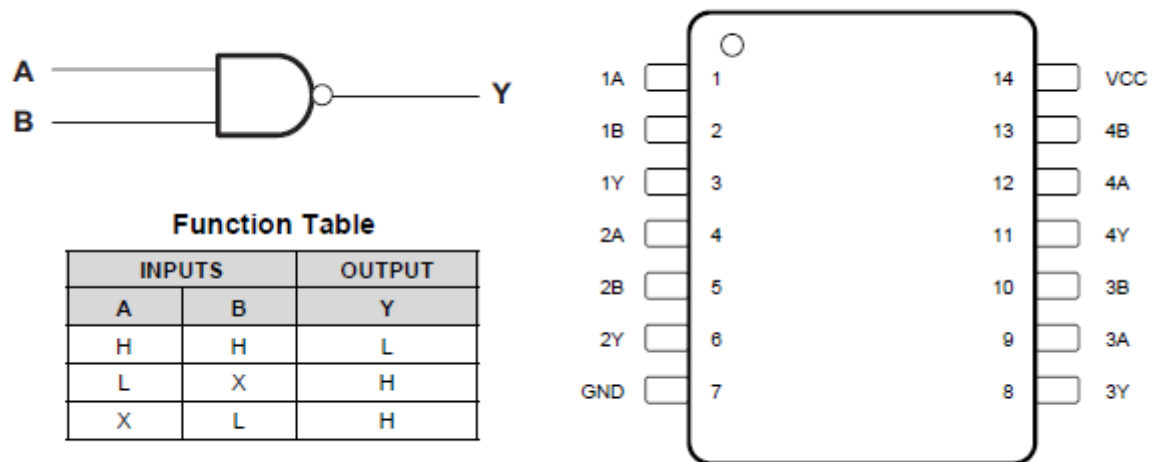 A
B
Y
Function Table
INPUTS OUTPUT
A B Y
H H L
L X H
X L H
1A 1 14 VCC
1B 2 13 4B
1Y 3 12 4A
2A 4 11 4Y
2B 5 10 3B
2Y 6 9 3A
GND 7 8 3Y